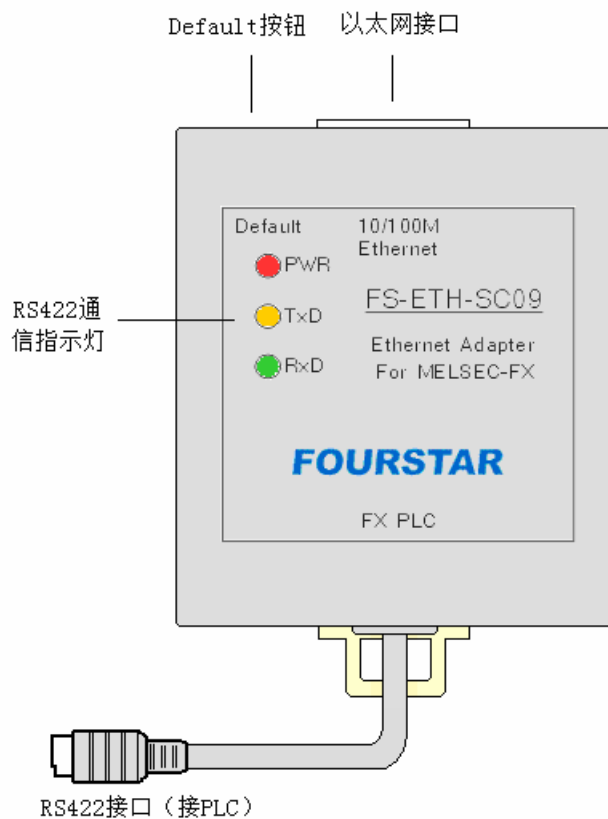 Default按钮
以太网接口
Default
10/100M
Ethernet
PWR
FS-ETH-SC09
RS422通
信指示灯
TxD
Ethernet Adapter
For MELSEC-FX
RxD
FOURSTAR
FX PLC
RS422接口（接PLC）